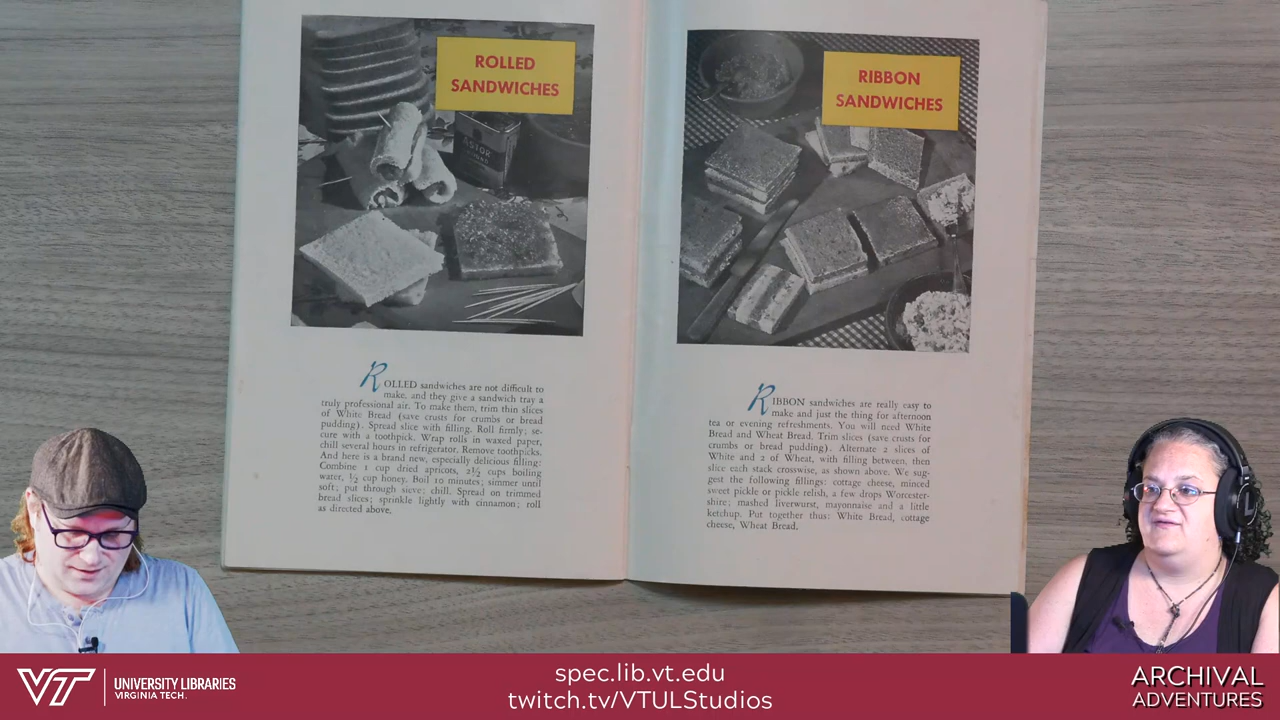 ROLLED
SANDWICHES
ROLLED sandwiches are not difficult to
make, and they give a sandwich tray a
truly professional air. To make them, trim thin slices
of White Bread (save crusts for crumbs or bread
pudding). Spread slice with filling. Roll firmly; se-
cure with a toothpick. Wrap rolls in waxed paper,
chill several hours in refrigerator. Remove toothpicks.
And here is a brand new, especially delicious filling:
Combine 1 cup dried apricots, 2½ cups boiling
water, ½ cup honey. Boil 10 minutes; simmer until
soft; put through sieve; chill. Spread on trimmed
bread slices; sprinkle lightly with cinnamon; roll
as directed above.
RIBBON
SANDWICHES
RIBBON sandwiches are really easy to
make and just the thing for afternoon
tea or evening refreshments. You will need White
Bread and Wheat Bread. Trim slices (save crusts for
crumbs or bread pudding). Alternate 2 slices of
White and 2 of Wheat, with filling between, then
slice each stack crosswise, as shown above. We sug-
gest the following fillings: cottage cheese, minced
sweet pickle or pickle relish, a few drops Worcester-
shire; mashed liverwurst, mayonnaise and a little
ketchup. Put together thus: White Bread, cottage
cheese, Wheat Bread.
VT
UNIVERSITY LIBRARIES
VIRGINIA TECH.
spec.lib.vt.edu
twitch.tv/VTULStudios
ARCHIVAL
ADVENTURES